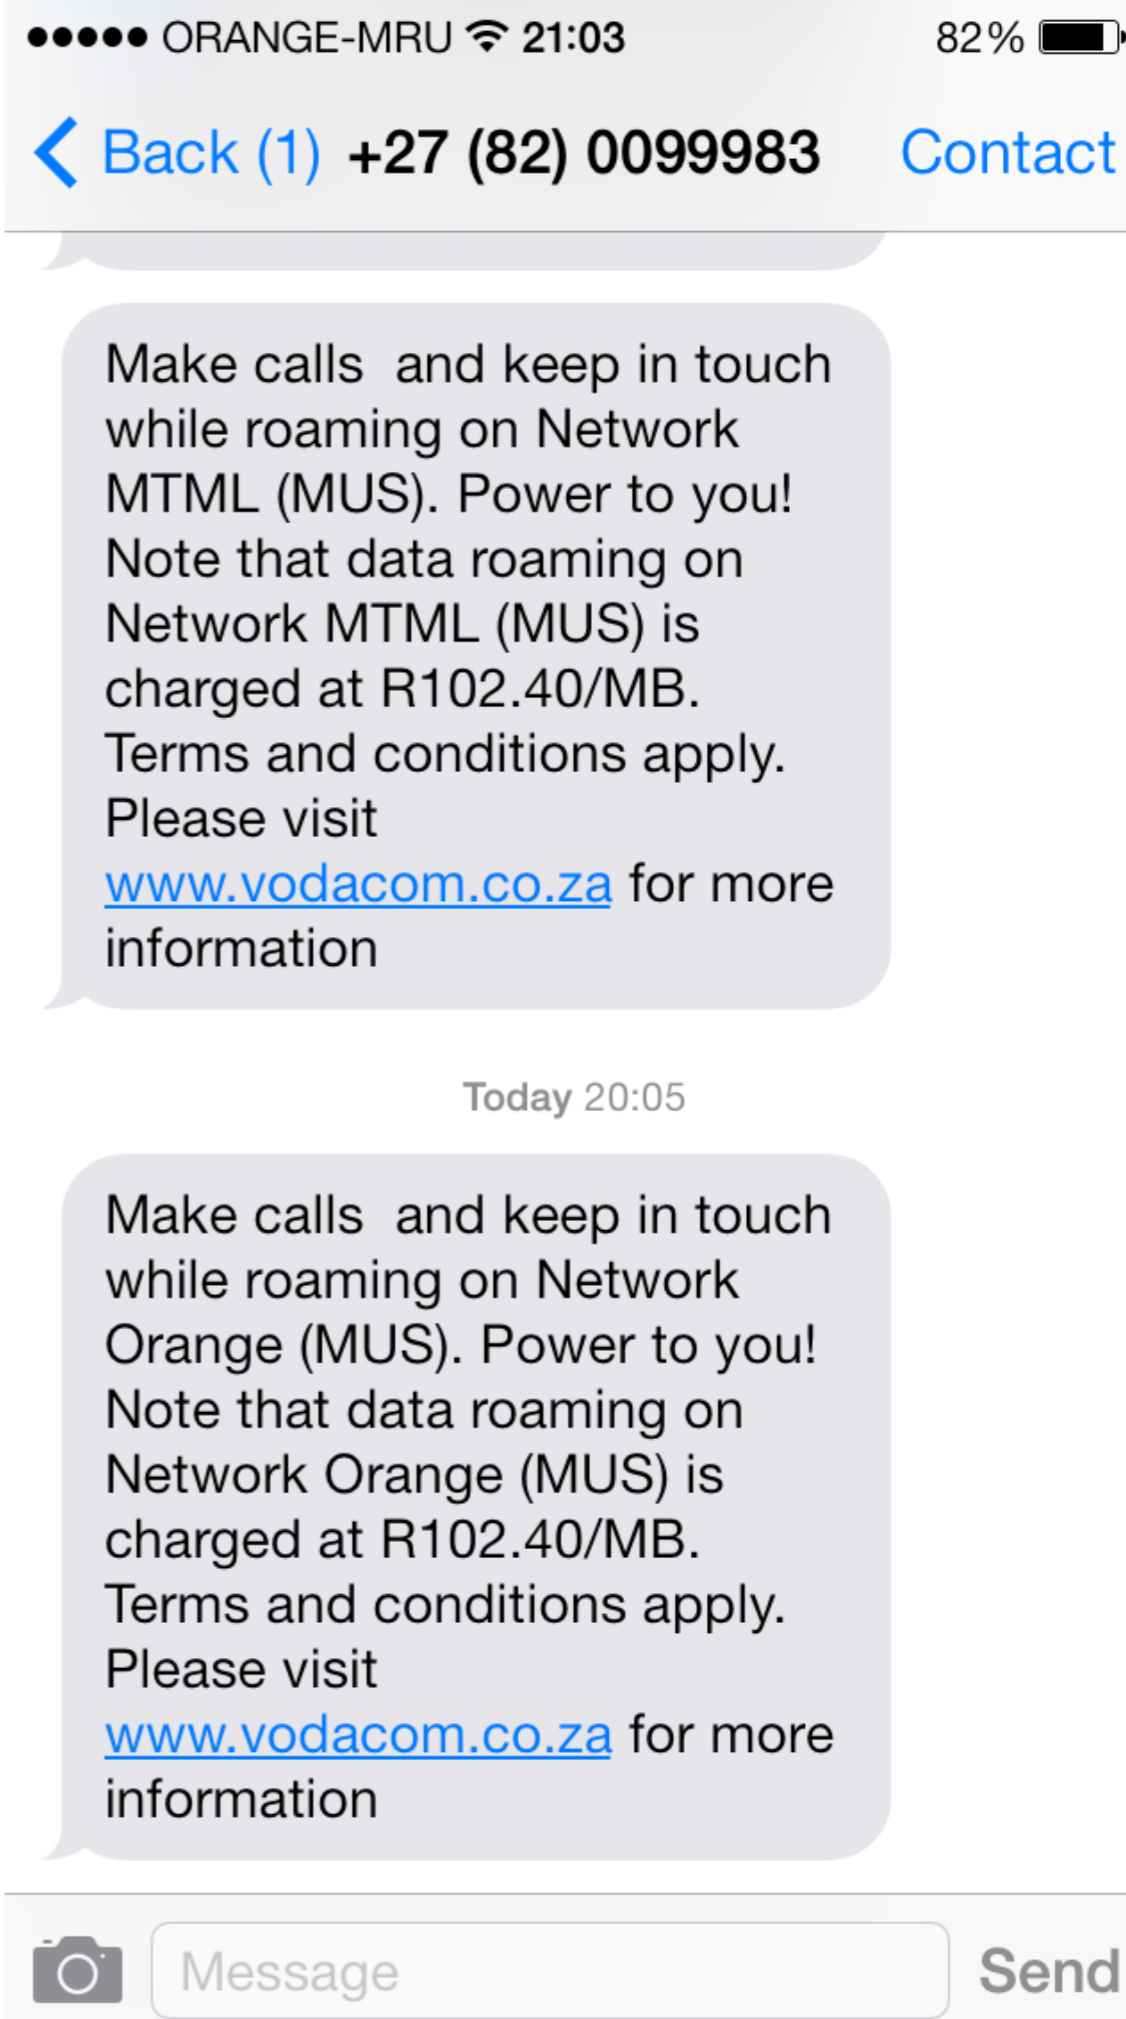 ORANGE-MRU 21:03 82%
Back (1) +27 (82) 0099983 Contact
Make calls  and keep in touch
while roaming on Network
MTML (MUS). Power to you!
Note that data roaming on
Network MTML (MUS) is
charged at R102.40/MB.
Terms and conditions apply.
Please visit
www.vodacom.co.za for more
information
Today 20:05
Make calls  and keep in touch
while roaming on Network
Orange (MUS). Power to you!
Note that data roaming on
Network Orange (MUS) is
charged at R102.40/MB.
Terms and conditions apply.
Please visit
www.vodacom.co.za for more
information
Message Send